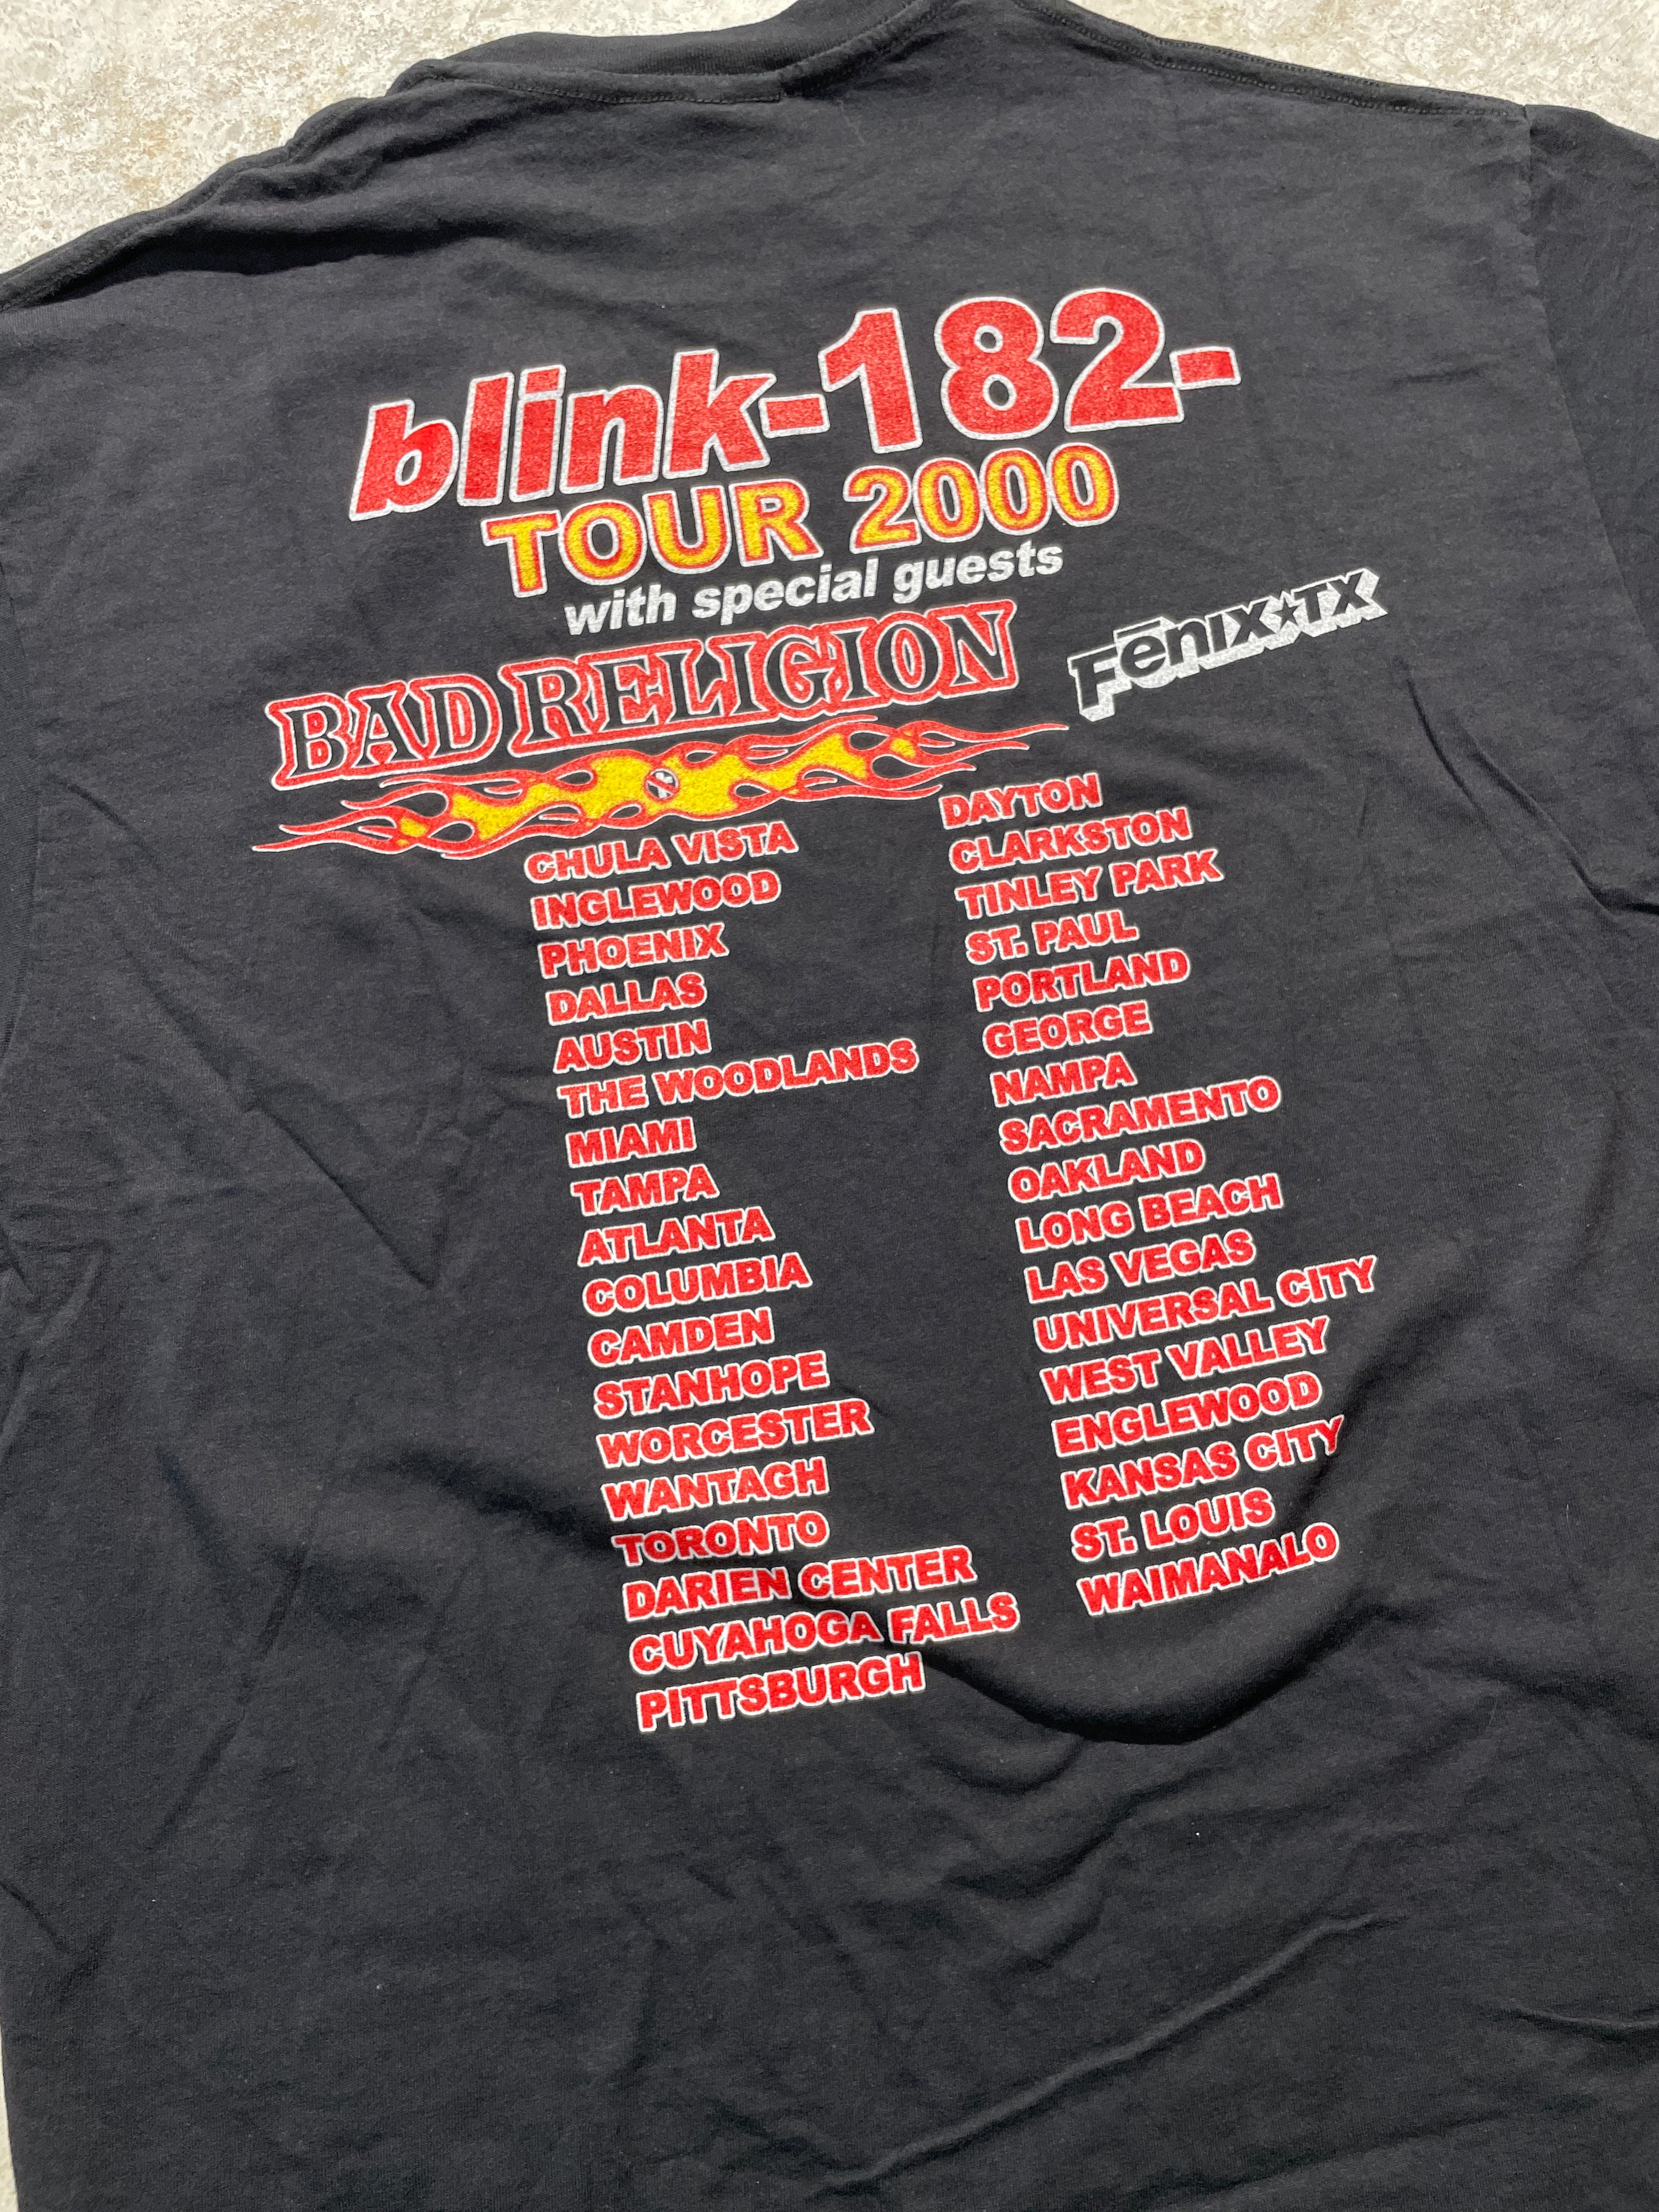 blink-182-
TOUR 2000
with special guests
BAD RELIGION
FēNIX★TX
CHULA VISTA
INGLEWOOD
PHOENIX
DALLAS
AUSTIN
THE WOODLANDS
MIAMI
TAMPA
ATLANTA
COLUMBIA
CAMDEN
STANHOPE
WORCESTER
WANTAGH
TORONTO
DARIEN CENTER
CUYAHOGA FALLS
PITTSBURGH
DAYTON
CLARKSTON
TINLEY PARK
ST. PAUL
PORTLAND
GEORGE
NAMPA
SACRAMENTO
OAKLAND
LONG BEACH
LAS VEGAS
UNIVERSAL CITY
WEST VALLEY
ENGLEWOOD
KANSAS CITY
ST. LOUIS
WAIMANALO